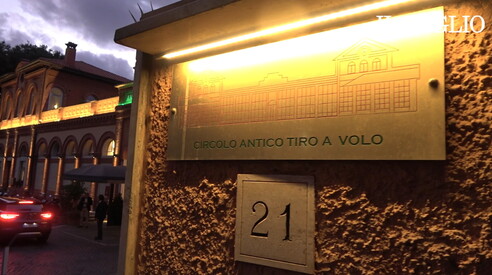 IL FOGLIO
CIRCOLO ANTICO TIRO A VOLO
21